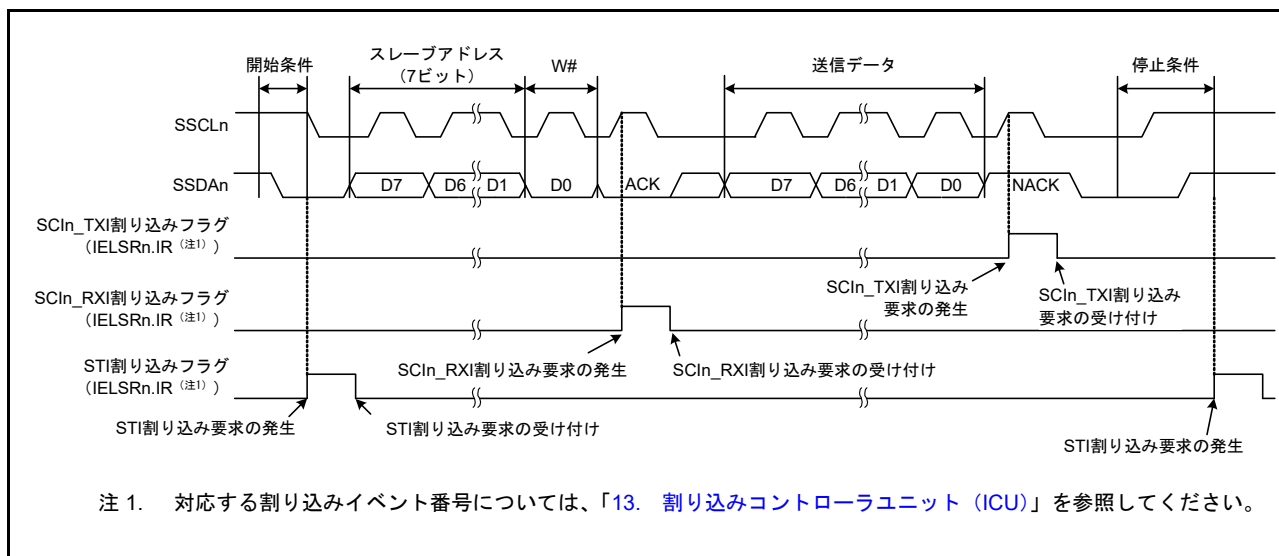 開始条件
スレーブアドレス
（7ビット）
W#
送信データ
停止条件
SSCLn
SSDAn
D7
D6
D1
D0
ACK
D7
D6
D1
D0
NACK
SCIn_TXI割り込みフラグ
（IELSRn.IR（注1））
SCIn_TXI割り込み
要求の発生
SCIn_TXI割り込み
要求の受け付け
SCIn_RXI割り込みフラグ
（IELSRn.IR（注1））
SCIn_RXI割り込み要求の発生
SCIn_RXI割り込み要求の受け付け
STI割り込みフラグ
（IELSRn.IR（注1））
STI割り込み要求の発生
STI割り込み要求の受け付け
STI割り込み要求の発生
注 1. 対応する割り込みイベント番号については、「13. 割り込みコントローラユニット（ICU）」を参照してください。